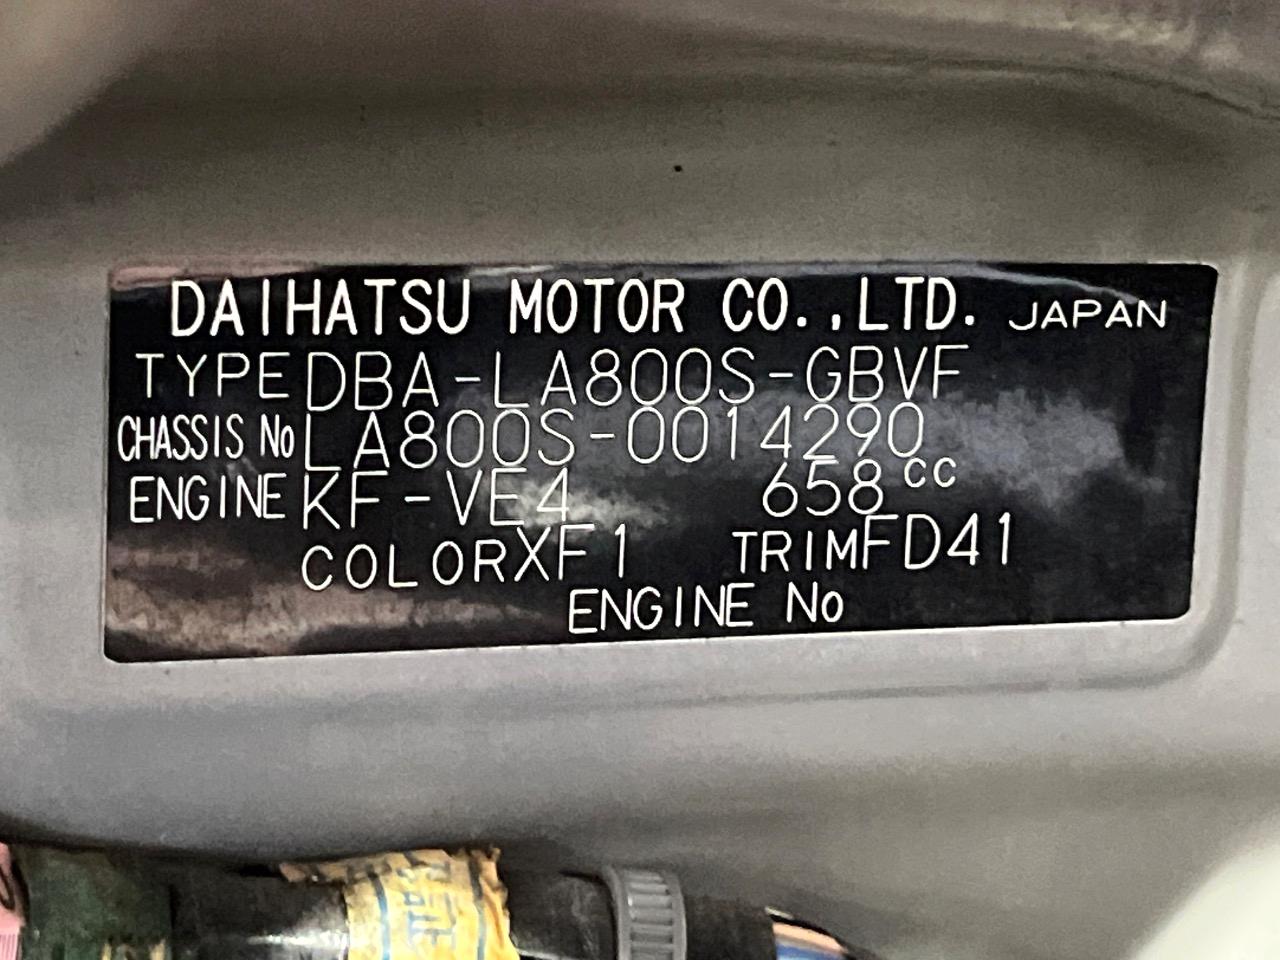 DAIHATSU MOTOR CO.,LTD. JAPAN
TYPE DBA-LA800S-GBVF
CHASSIS No LA800S-0014290
ENGINE KF-VE4 658cc
COLOR XF1 TRIM FD41
ENGINE No